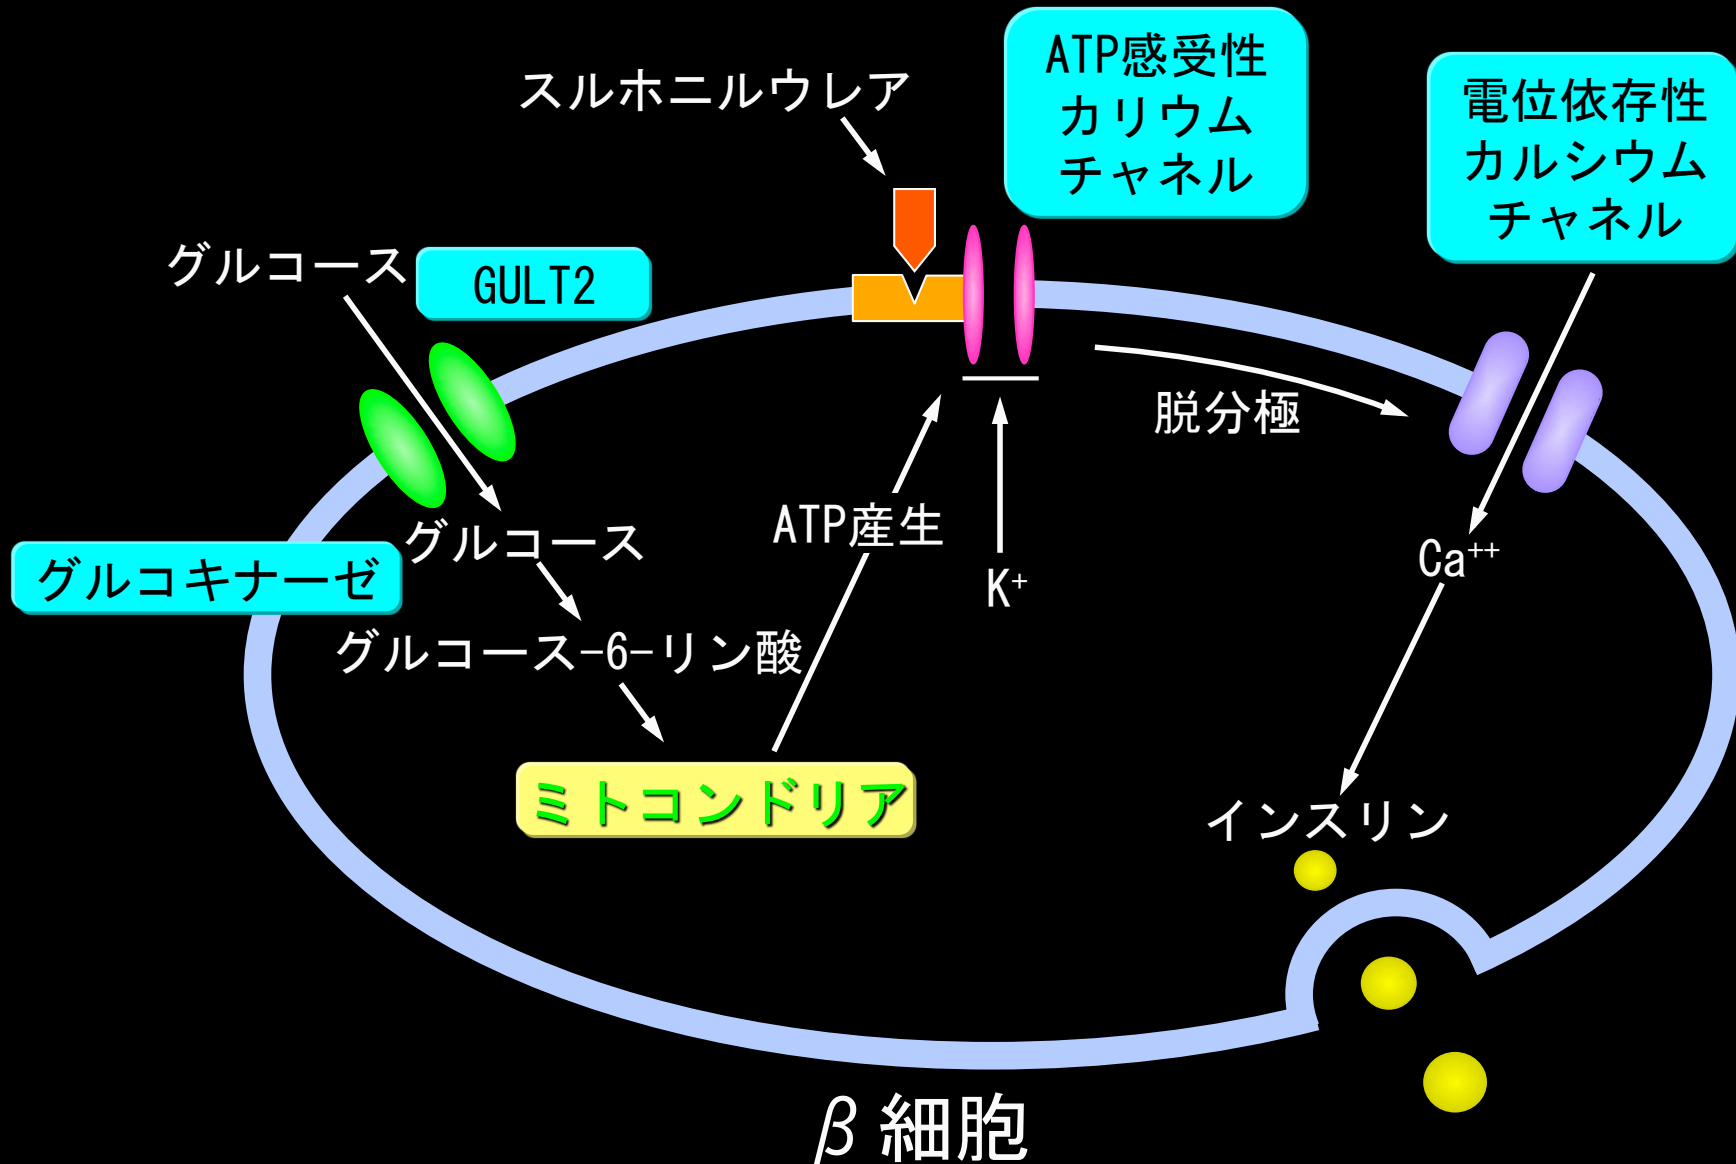 スルホニルウレア
ATP感受性
カリウム
チャネル
電位依存性
カルシウム
チャネル
グルコース
GULT2
脱分極
グルコース
ATP産生
K⁺
Ca⁺⁺
グルコキナーゼ
グルコース-6-リン酸
ミトコンドリア
インスリン
β細胞